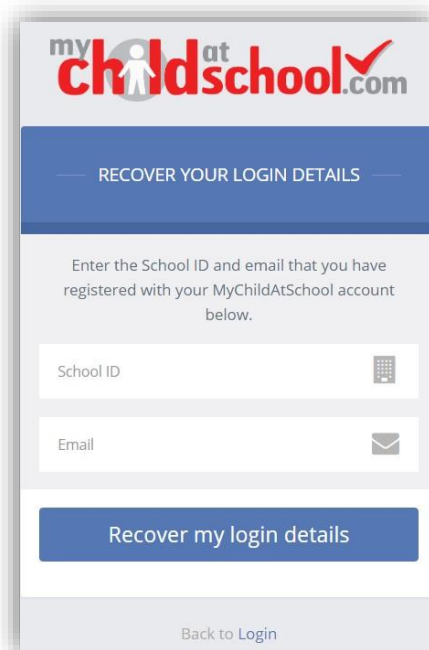 my child at school.com
RECOVER YOUR LOGIN DETAILS
Enter the School ID and email that you have
registered with your MyChildAtSchool account
below.
School ID
Email
Recover my login details
Back to Login